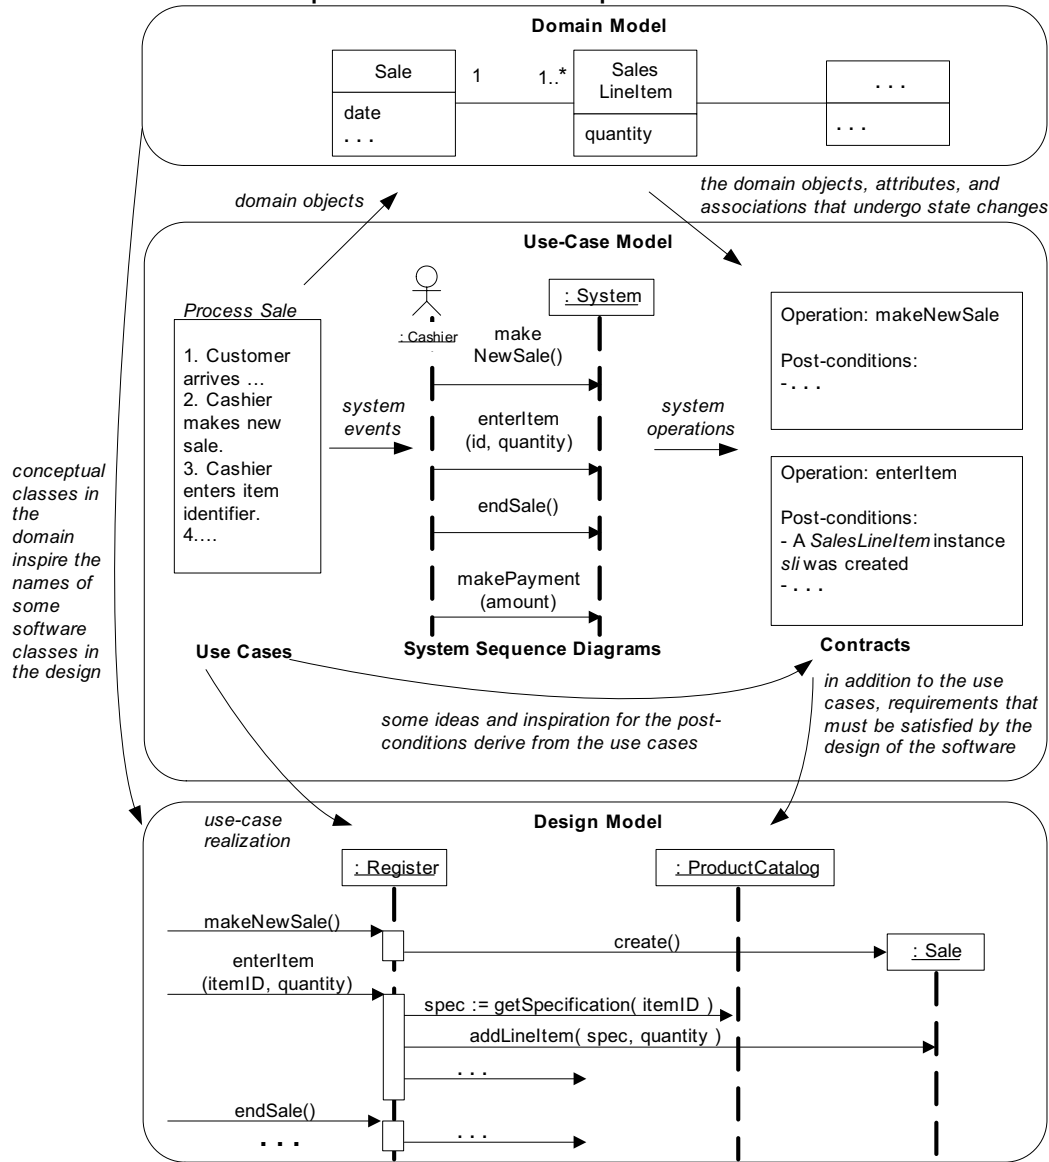 Domain Model
Sale
1
1..*
Sales
LineItem
. . .
date
. . .
quantity
. . .
domain objects
the domain objects, attributes, and
associations that undergo state changes
Use-Case Model
Process Sale
1. Customer
arrives ...
2. Cashier
makes new
sale.
3. Cashier
enters item
identifier.
4....
system
events
: Cashier
: System
make
NewSale()
enterItem
(id, quantity)
endSale()
makePayment
(amount)
system
operations
Operation: makeNewSale
Post-conditions:
- . . .
Operation: enterItem
Post-conditions:
- A SalesLineItem instance
sli was created
- . . .
conceptual
classes in
the
domain
inspire the
names of
some
software
classes in
the design
Use Cases
System Sequence Diagrams
Contracts
some ideas and inspiration for the post-
conditions derive from the use cases
in addition to the use
cases, requirements that
must be satisfied by the
design of the software
use-case
realization
Design Model
: Register
: ProductCatalog
makeNewSale()
create()
: Sale
enterItem
(itemID, quantity)
spec := getSpecification( itemID )
addLineItem( spec, quantity )
. . .
endSale()
. . .
. . .